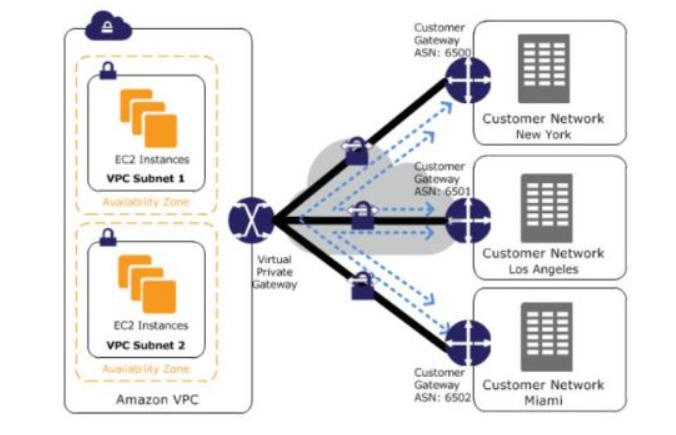 EC2 Instances
VPC Subnet 1
Availability Zone
EC2 Instances
VPC Subnet 2
Availability Zone
Amazon VPC
Virtual
Private
Gateway
Customer
Gateway
ASN: 6500
Customer Network
New York
Customer
Gateway
ASN: 6501
Customer Network
Los Angeles
Customer
Gateway
ASN: 6502
Customer Network
Miami